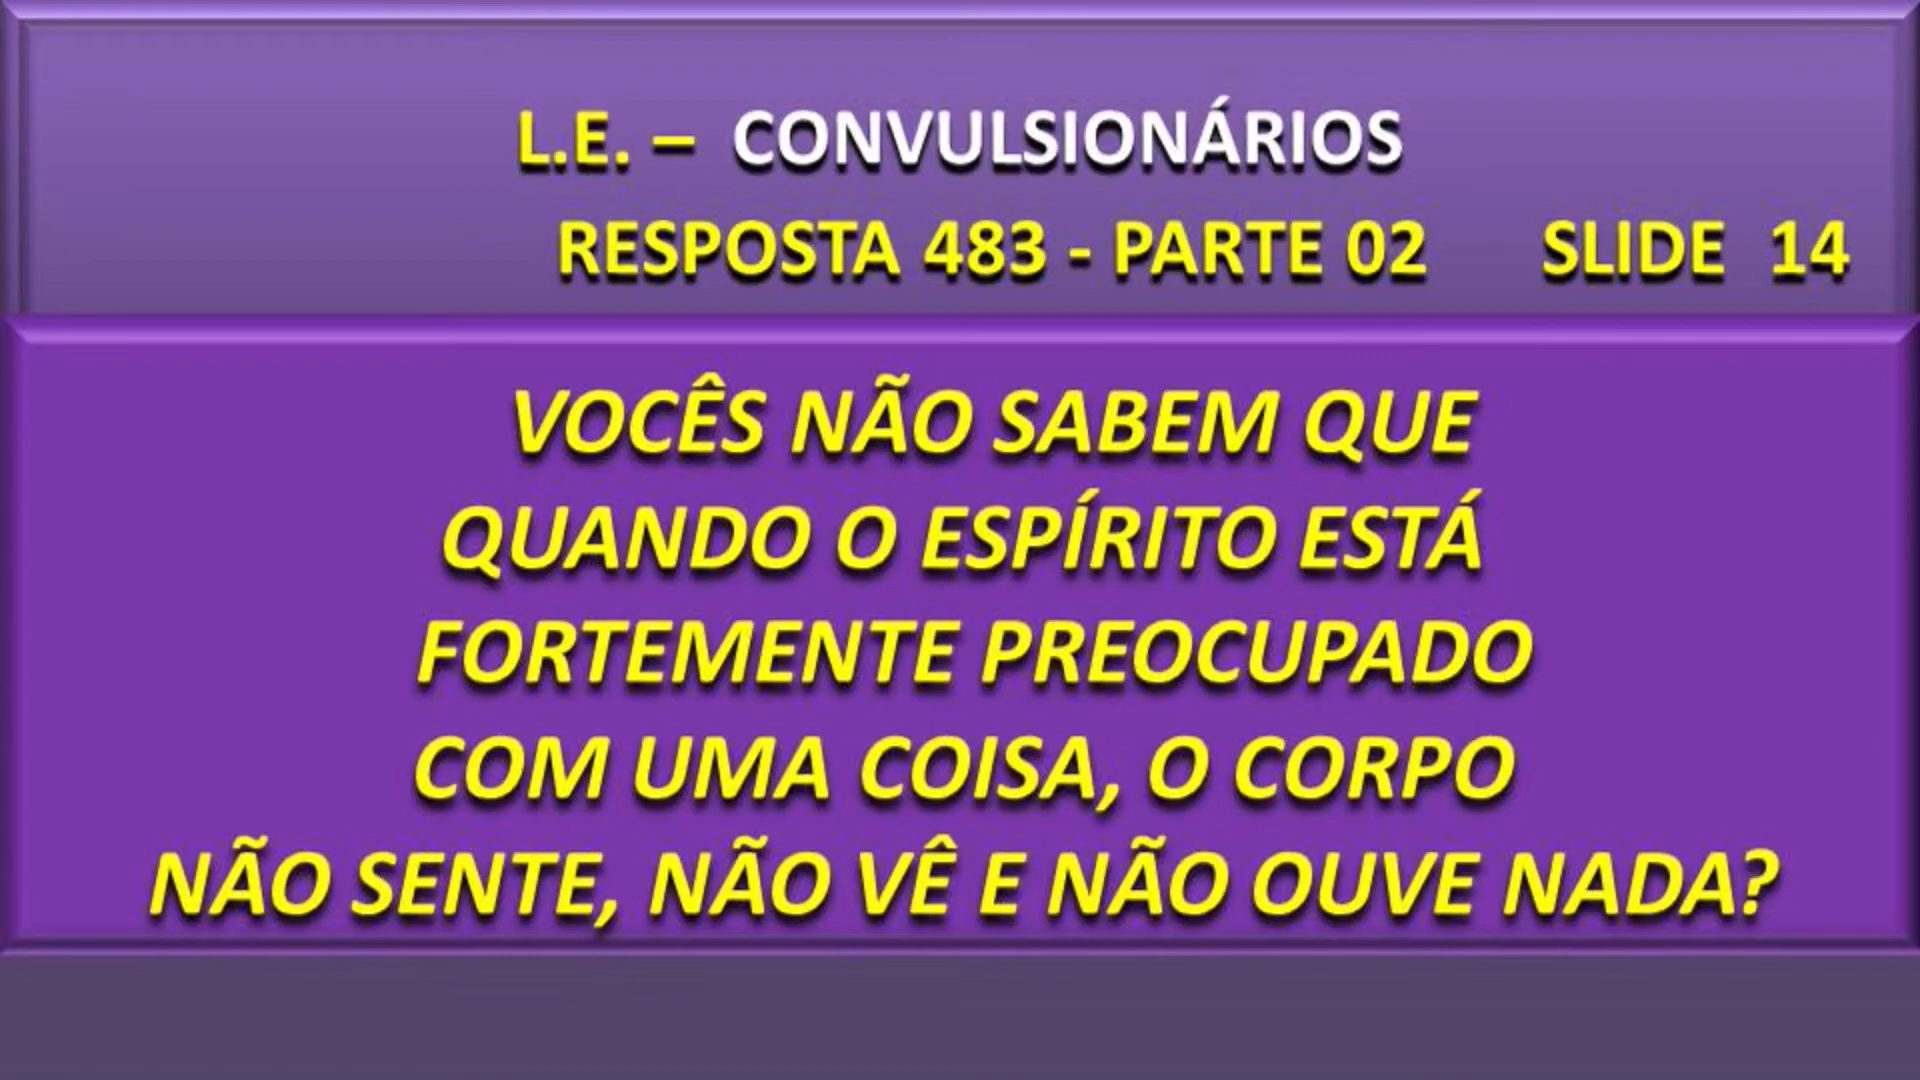 L.E. – CONVULSIONÁRIOS
RESPOSTA 483 - PARTE 02 SLIDE 14
VOCÊS NÃO SABEM QUE
QUANDO O ESPÍRITO ESTÁ
FORTEMENTE PREOCUPADO
COM UMA COISA, O CORPO
NÃO SENTE, NÃO VÊ E NÃO OUVE NADA?